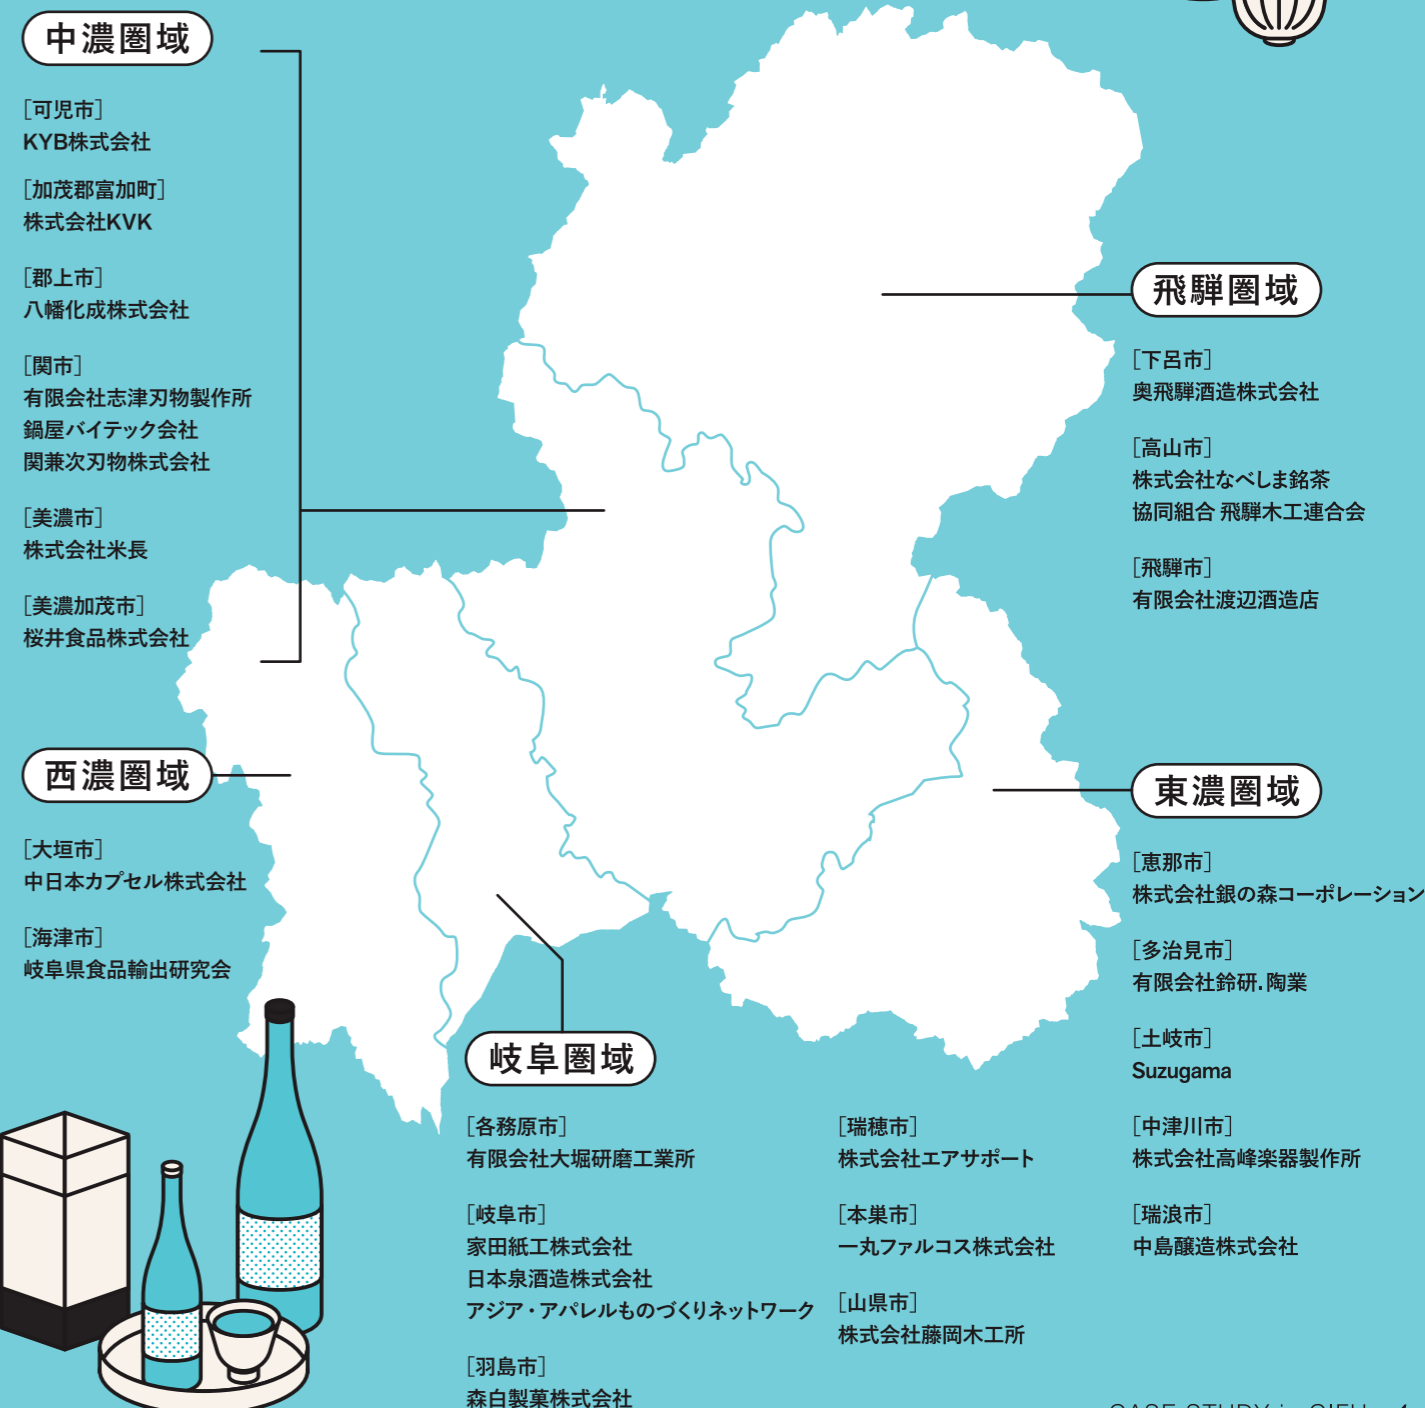 中濃圏域
[可児市]
KYB株式会社
[加茂郡富加町]
株式会社KVK
[郡上市]
八幡化成株式会社
[関市]
有限会社志津刃物製作所
鍋屋バイテック会社
関兼次刃物株式会社
[美濃市]
株式会社米長
[美濃加茂市]
桜井食品株式会社
西濃圏域
[大垣市]
中日本カプセル株式会社
[海津市]
岐阜県食品輸出研究会
飛騨圏域
[下呂市]
奥飛騨酒造株式会社
[高山市]
株式会社なべしま銘茶
協同組合 飛騨木工連合会
[飛騨市]
有限会社渡辺酒造店
東濃圏域
[恵那市]
株式会社銀の森コーポレーション
[多治見市]
有限会社鈴研.陶業
[土岐市]
Suzugama
[中津川市]
株式会社高峰楽器製作所
[瑞浪市]
中島醸造株式会社
岐阜圏域
[各務原市]
有限会社大堀研磨工業所
[岐阜市]
家田紙工株式会社
日本泉酒造株式会社
アジア・アパレルものづくりネットワーク
[羽島市]
森白製菓株式会社
[瑞穂市]
株式会社エアサポート
[本巣市]
一丸ファルコス株式会社
[山県市]
株式会社藤岡木工所